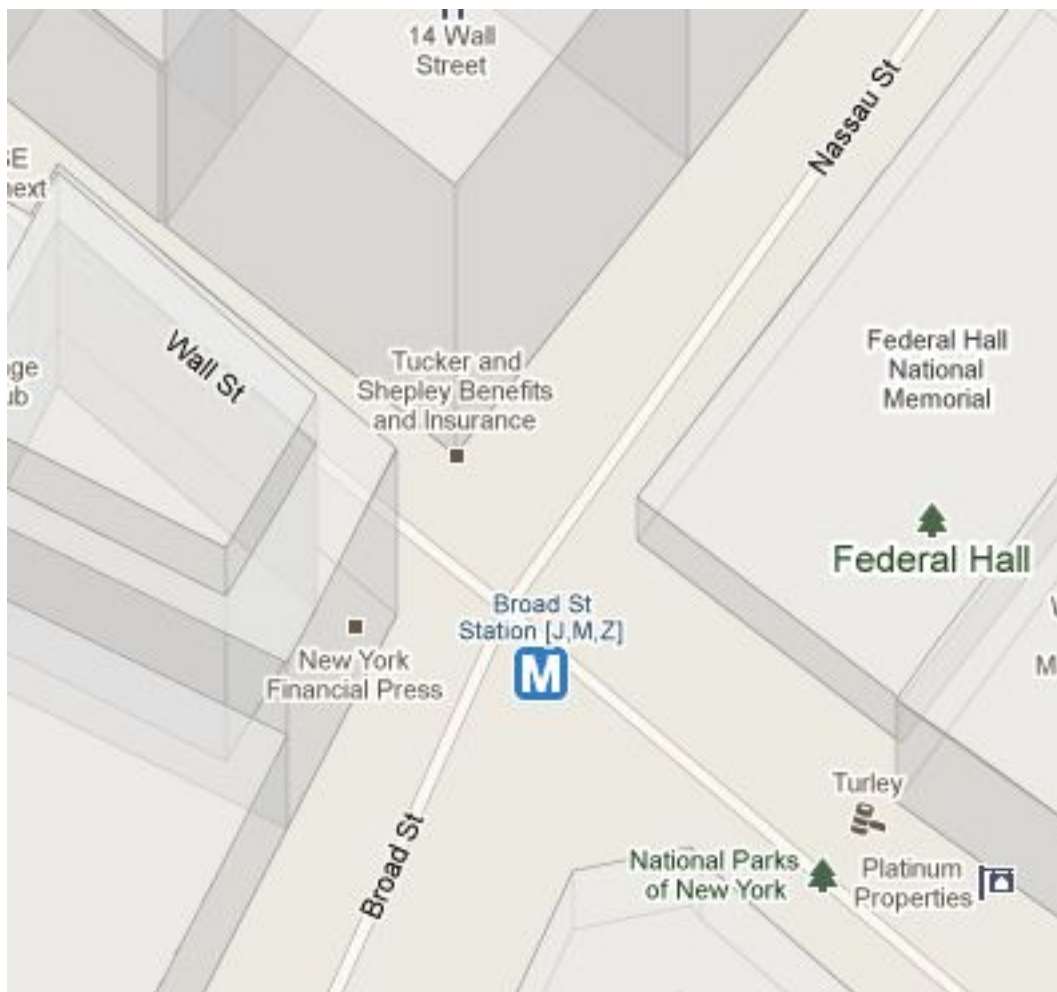 14 Wall
Street
Nassau St
Wall St
Tucker and
Shepley Benefits
and Insurance
Federal Hall
National
Memorial
Federal Hall
Broad St
Station [J,M,Z]
M
New York
Financial Press
Broad St
Turley
National Parks
of New York
Platinum
Properties